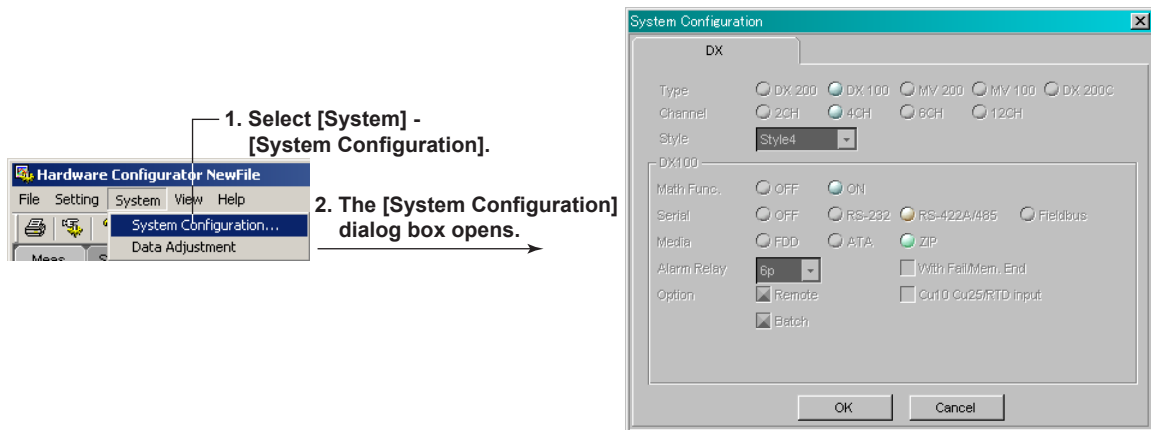 1. Select [System] -
[System Configuration].
Hardware Configurator NewFile
File Setting System View Help
System Configuration...
Data Adjustment
Meas
2. The [System Configuration]
dialog box opens.
System Configuration
DX
Type DX 200 DX 100 MV 200 MV 100 DX 200C
Channel 2CH 4CH 6CH 12CH
Style Style4
DX100
Math Func. OFF ON
Serial OFF RS-232 RS-422A/485 Fieldbus
Media FDD ATA ZIP
Alarm Relay 6p With Fail/Mem. End
Option Remote Cu10 Cu25/RTD input
Batch
OK Cancel